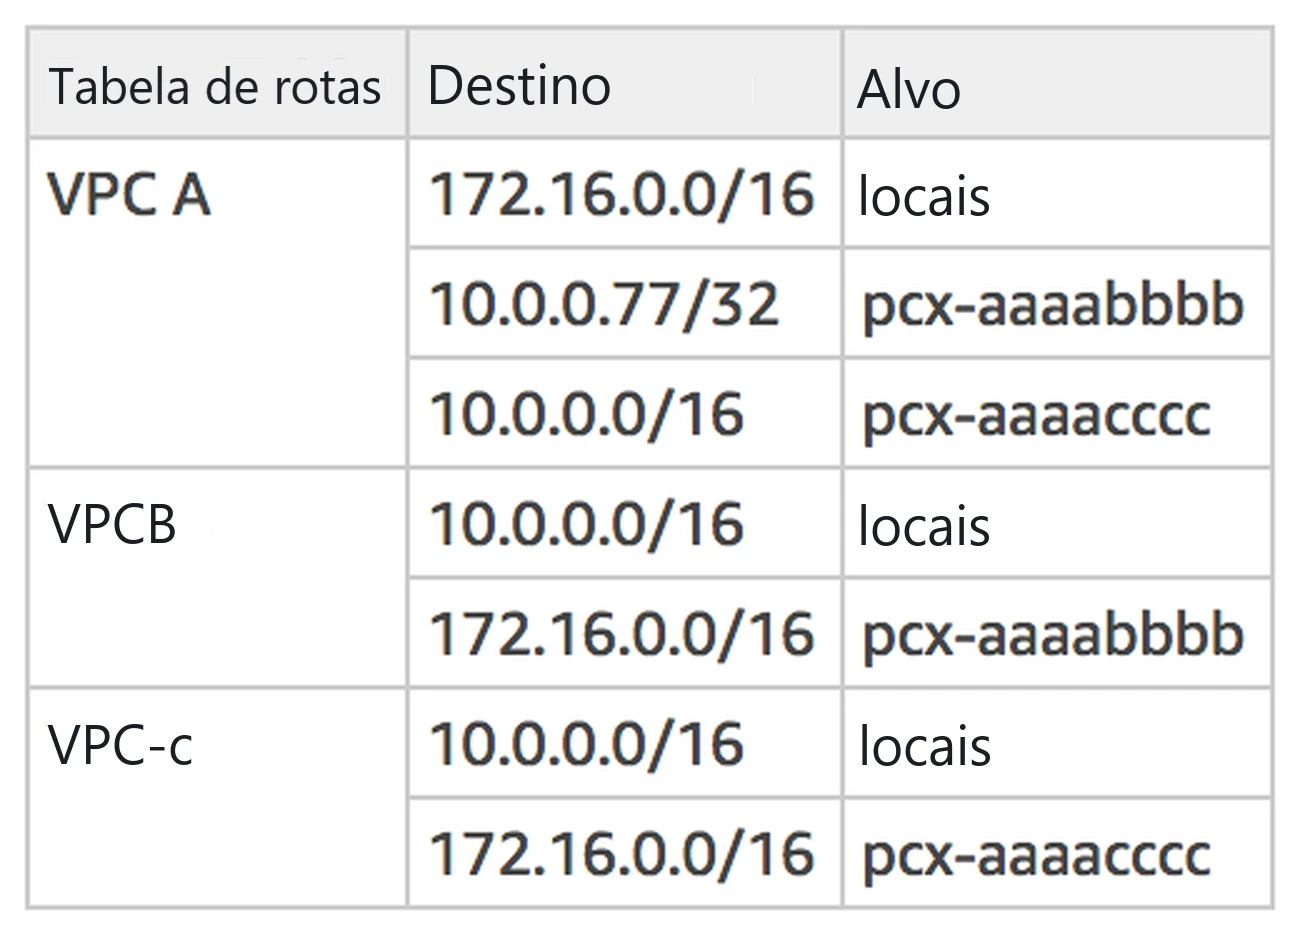 Tabela de rotas Destino Alvo
VPC A 172.16.0.0/16 locais
10.0.0.77/32 pcx-aaaabbbb
10.0.0.0/16 pcx-aaaacccc
VPCB 10.0.0.0/16 locais
172.16.0.0/16 pcx-aaaabbbb
VPC-c 10.0.0.0/16 locais
172.16.0.0/16 pcx-aaaacccc